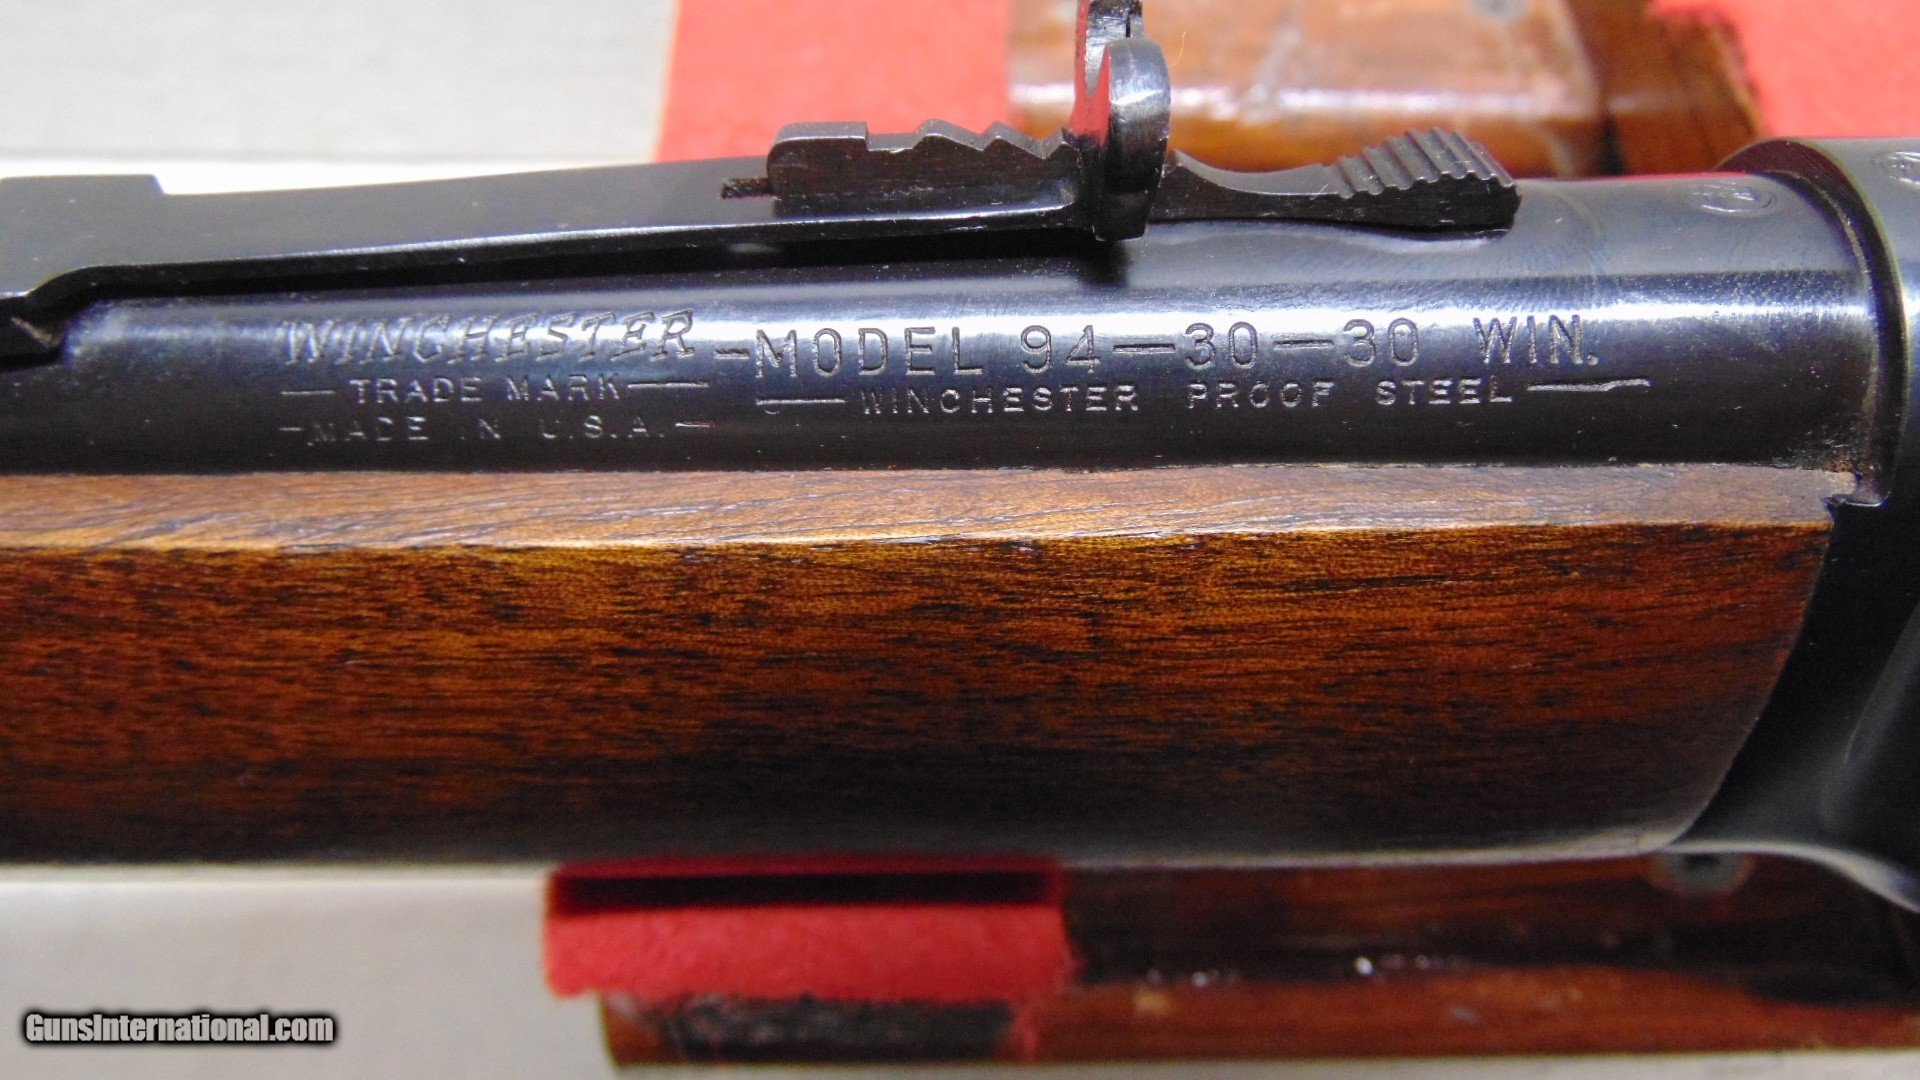 WINCHESTER
— TRADE MARK —
- MADE IN U.S.A. -
-MODEL 94—30—30 WIN.
— WINCHESTER PROOF STEEL —
GunsInternational.com